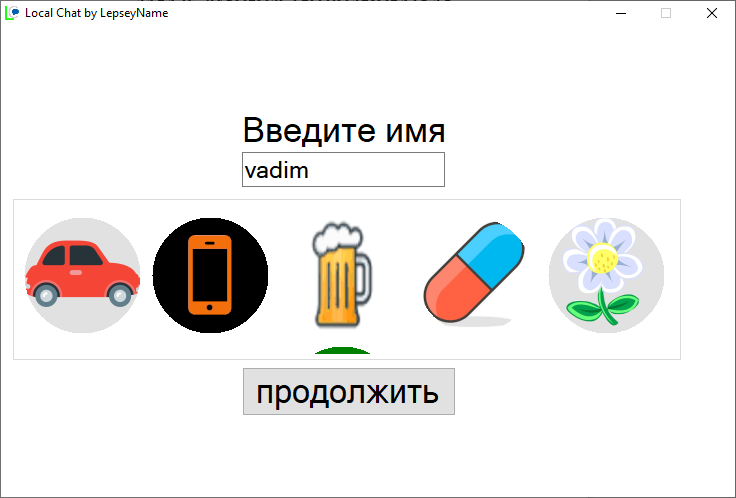 Local Chat by LepseyName
Введите имя
vadim
продолжить